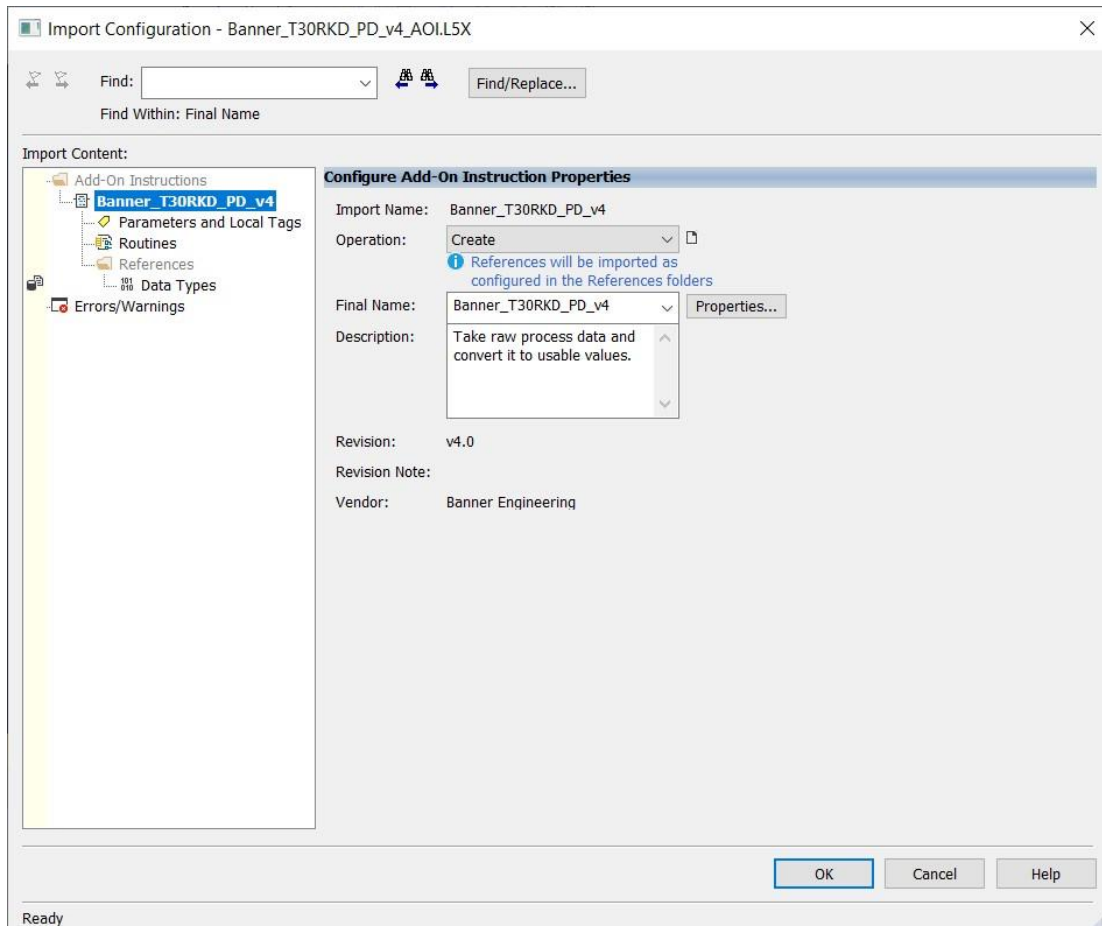 Import Configuration - Banner_T30RKD_PD_v4_AOI.L5X
Find:
Find/Replace...
Find Within: Final Name
Import Content:
Add-On Instructions
Banner_T30RKD_PD_v4
Parameters and Local Tags
Routines
References
Data Types
Errors/Warnings
Configure Add-On Instruction Properties
Import Name: Banner_T30RKD_PD_v4
Operation: Create
References will be imported as
configured in the References folders
Final Name: Banner_T30RKD_PD_v4 Properties...
Description: Take raw process data and
convert it to usable values.
Revision: v4.0
Revision Note:
Vendor: Banner Engineering
OK Cancel Help
Ready